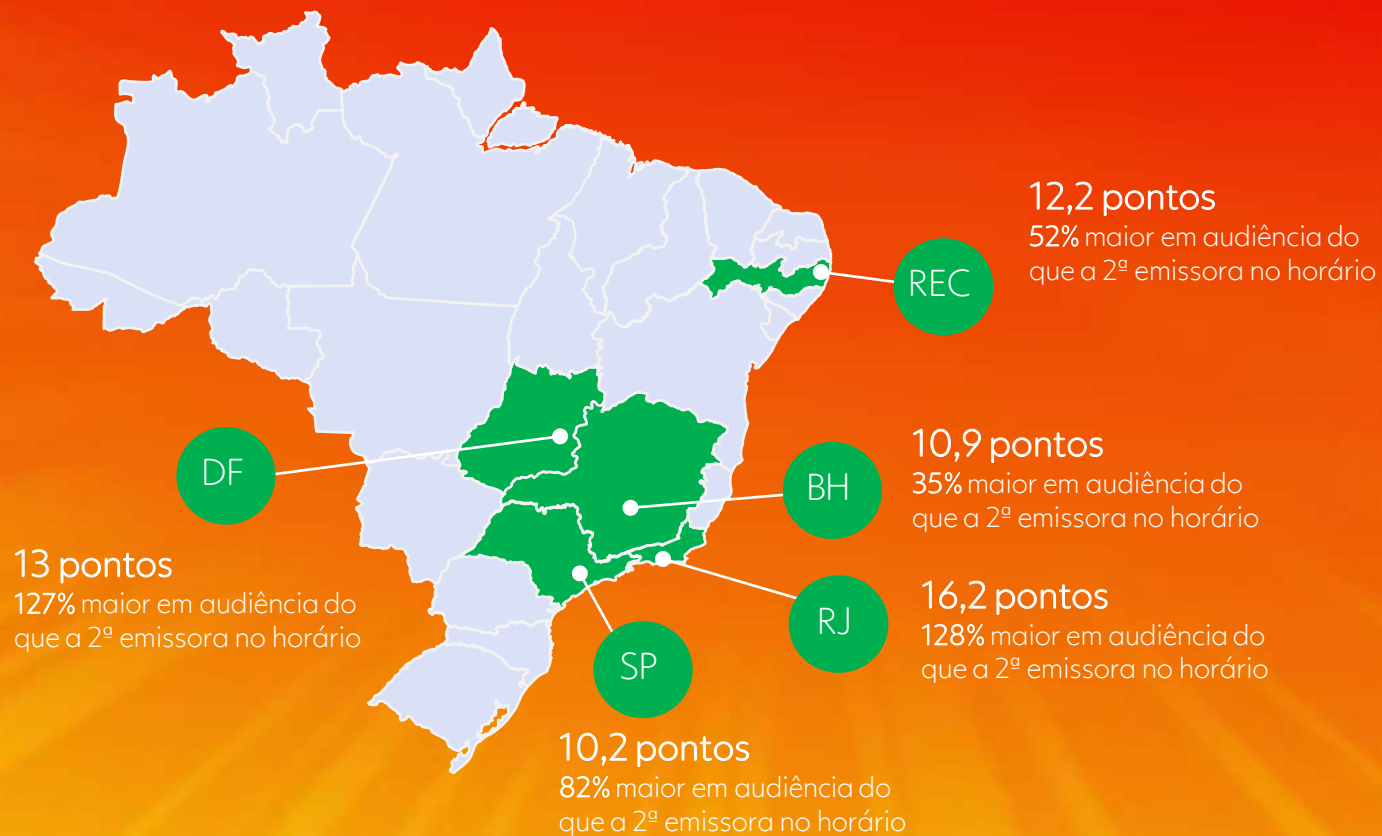 12,2 pontos
52% maior em audiência do
que a 2ª emissora no horário
REC
10,9 pontos
35% maior em audiência do
que a 2ª emissora no horário
BH
DF
13 pontos
127% maior em audiência do
que a 2ª emissora no horário
16,2 pontos
128% maior em audiência do
que a 2ª emissora no horário
RJ
SP
10,2 pontos
82% maior em audiência do
que a 2ª emissora no horário